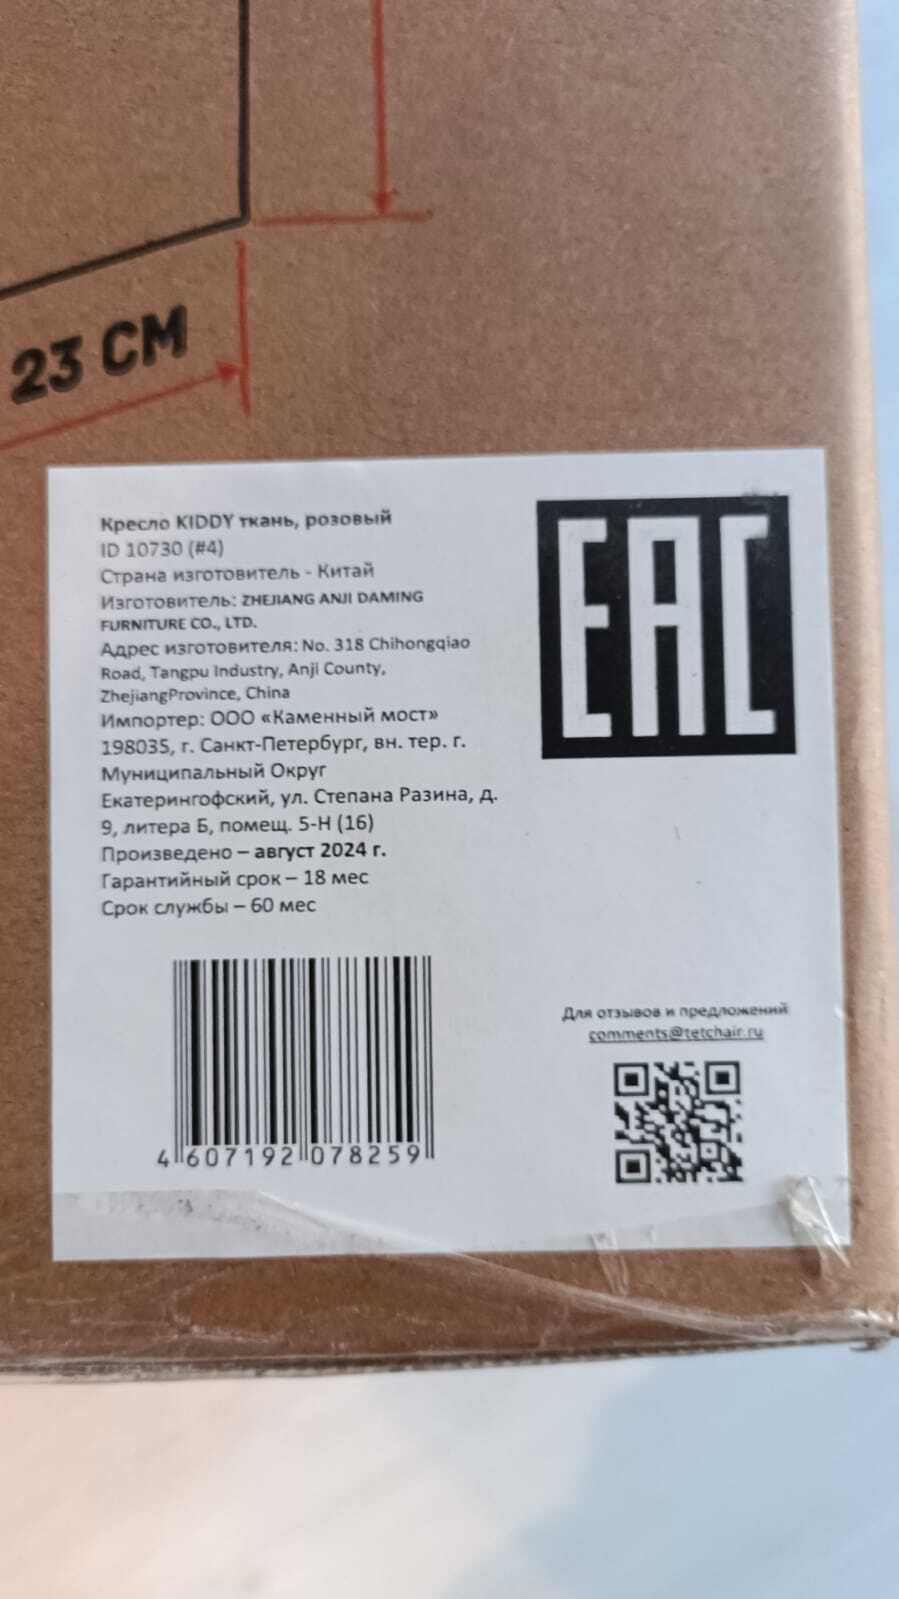 23 СМ
Кресло KIDDY ткань, розовый
ID 10730 (#4)
Страна изготовитель - Китай
Изготовитель: ZHEJIANG ANJI DAMING
FURNITURE CO., LTD.
Адрес изготовителя: No. 318 Chihongqiao
Road, Tangpu Industry, Anji County,
ZhejiangProvince, China
Импортер: ООО «Каменный мост»
198035, г. Санкт-Петербург, вн. тер. г.
Муниципальный Округ
Екатерингофский, ул. Степана Разина, д.
9, литера Б, помещ. 5-Н (16)
Произведено – август 2024 г.
Гарантийный срок – 18 мес
Срок службы – 60 мес
EAC
4 607192 078259
Для отзывов и предложений
comments@tetchair.ru